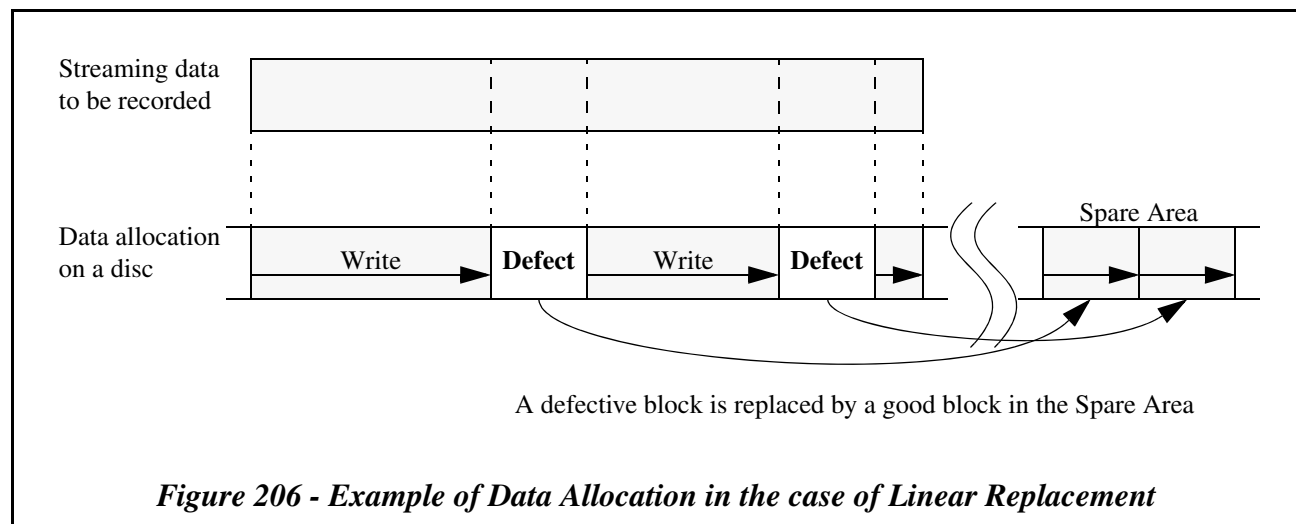 Streaming data
to be recorded
Spare Area
Data allocation
on a disc
Write
Defect
Write
Defect
A defective block is replaced by a good block in the Spare Area
Figure 206 - Example of Data Allocation in the case of Linear Replacement